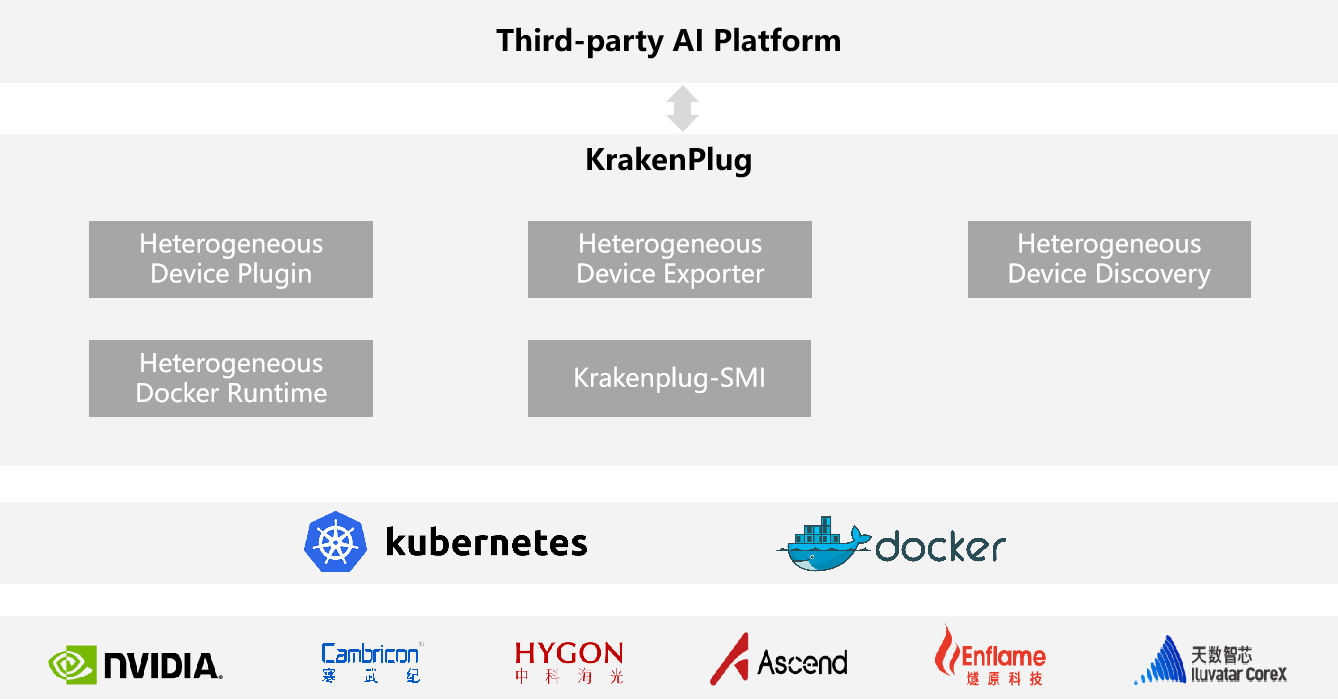 Third-party AI Platform
KrakenPlug
Heterogeneous
Device Plugin
Heterogeneous
Device Exporter
Heterogeneous
Device Discovery
Heterogeneous
Docker Runtime
Krakenplug-SMI
kubernetes
docker
NVIDIA.
Cambricon®
寒武纪
HYGON
中科海光
Ascend
Enflame
燧原科技
天数智芯
Iluvatar CoreX